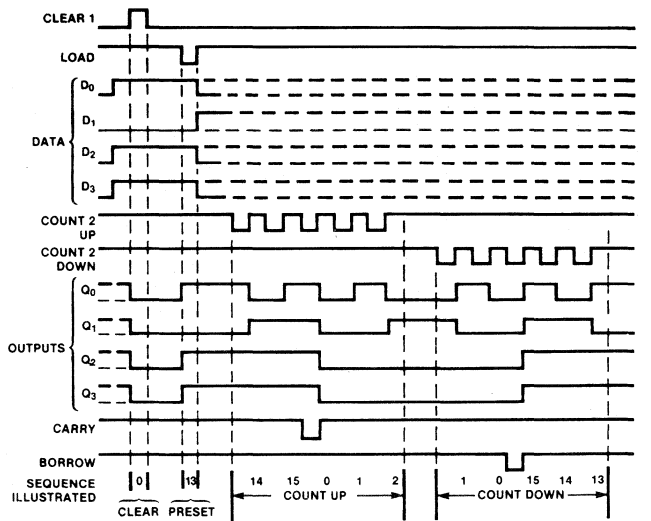 CLEAR 1
LOAD
D0
D1
DATA
D2
D3
COUNT 2
UP
COUNT 2
DOWN
Q0
Q1
OUTPUTS
Q2
Q3
CARRY
BORROW
SEQUENCE
ILLUSTRATED
0 13 14 15 0 1 2 1 0 15 14 13
COUNT UP COUNT DOWN
CLEAR PRESET